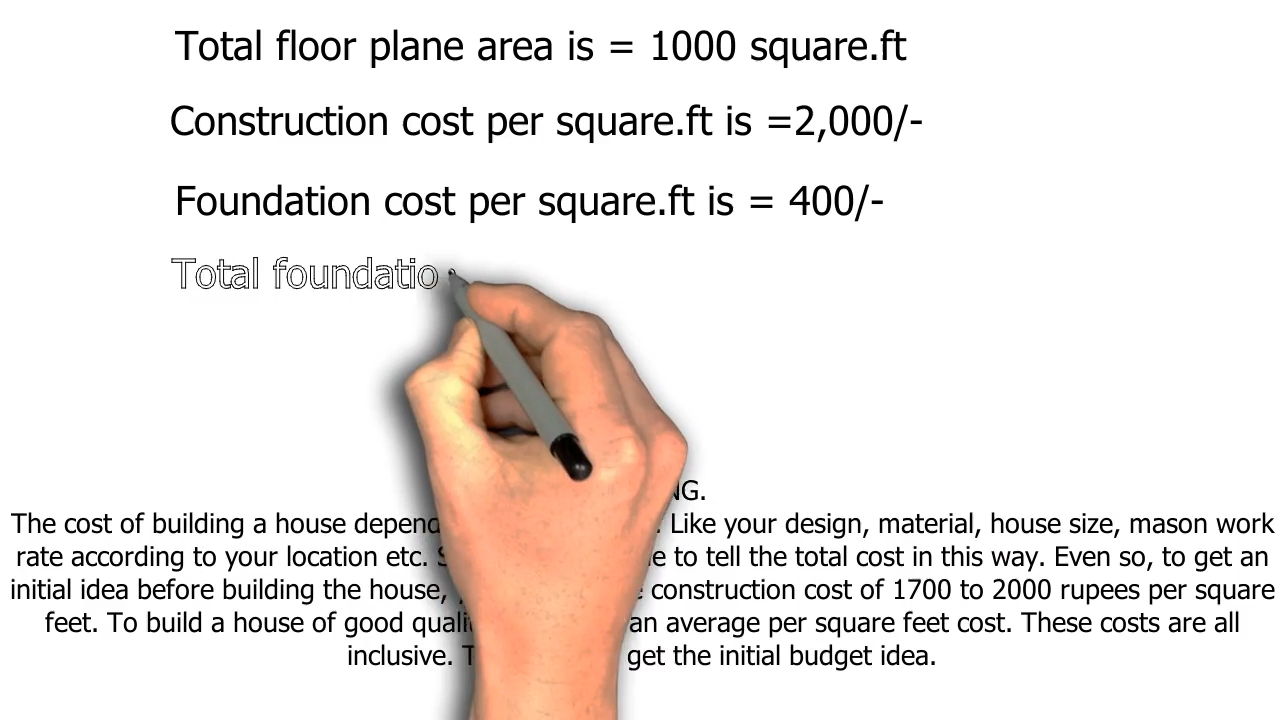 Total floor plane area is = 1000 square.ft
Construction cost per square.ft is =2,000/-
Foundation cost per square.ft is = 400/-
Total foundatio
NG.
The cost of building a house depend Like your design, material, house size, mason work
rate according to your location etc. to tell the total cost in this way. Even so, to get an
initial idea before building the house, construction cost of 1700 to 2000 rupees per square
feet. To build a house of good an average per square feet cost. These costs are all
inclusive. get the initial budget idea.